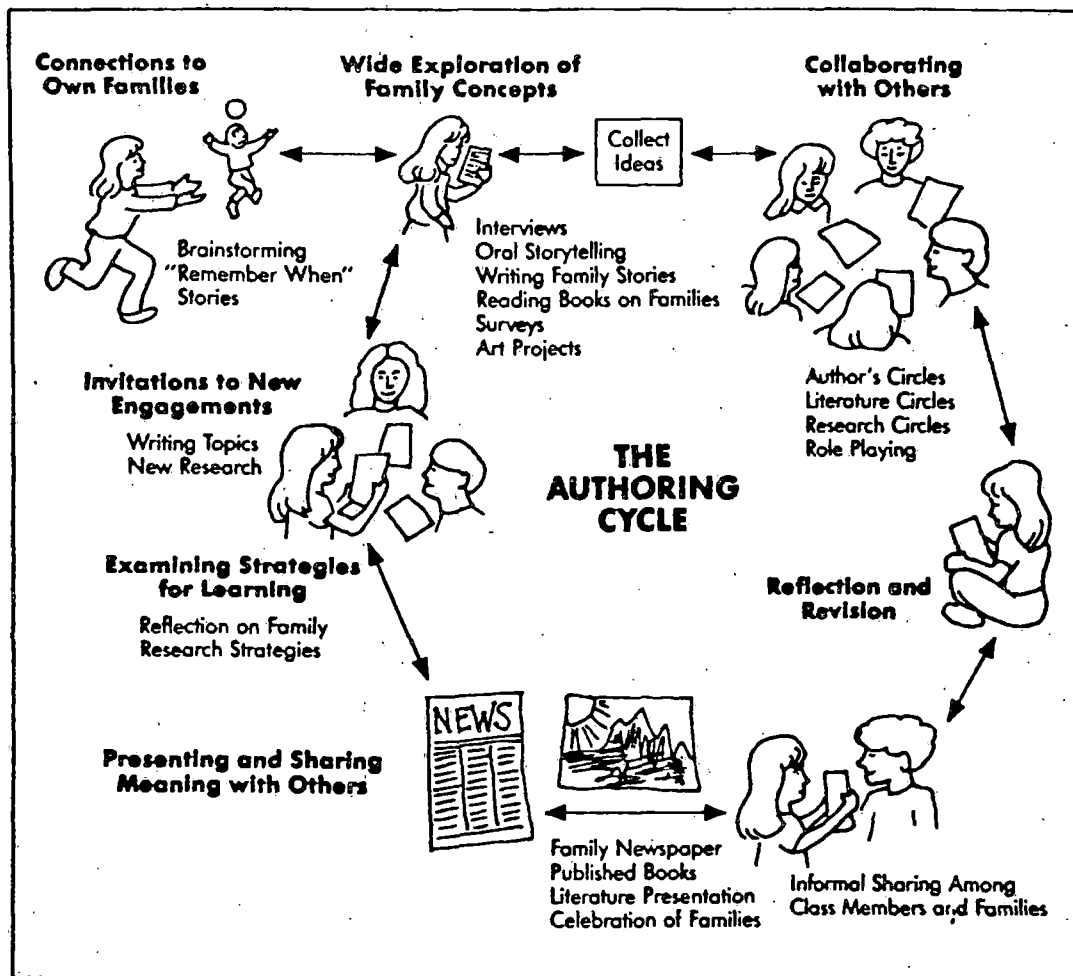 Connections to
Own Families
Wide Exploration of
Family Concepts
Collaborating
with Others
Collect
Ideas
Brainstorming
"Remember When"
Stories
Interviews
Oral Storytelling
Writing Family Stories
Reading Books on Families
Surveys
Art Projects
Author's Circles
Literature Circles
Research Circles
Role Playing
Invitations to New
Engagements
Writing Topics
New Research
THE
AUTHORING
CYCLE
Examining Strategies
for Learning
Reflection on Family
Research Strategies
Reflection and
Revision
NEWS
Presenting and Sharing
Meaning with Others
Family Newspaper
Published Books
Literature Presentation
Celebration of Families
Informal Sharing Among
Class Members and Families